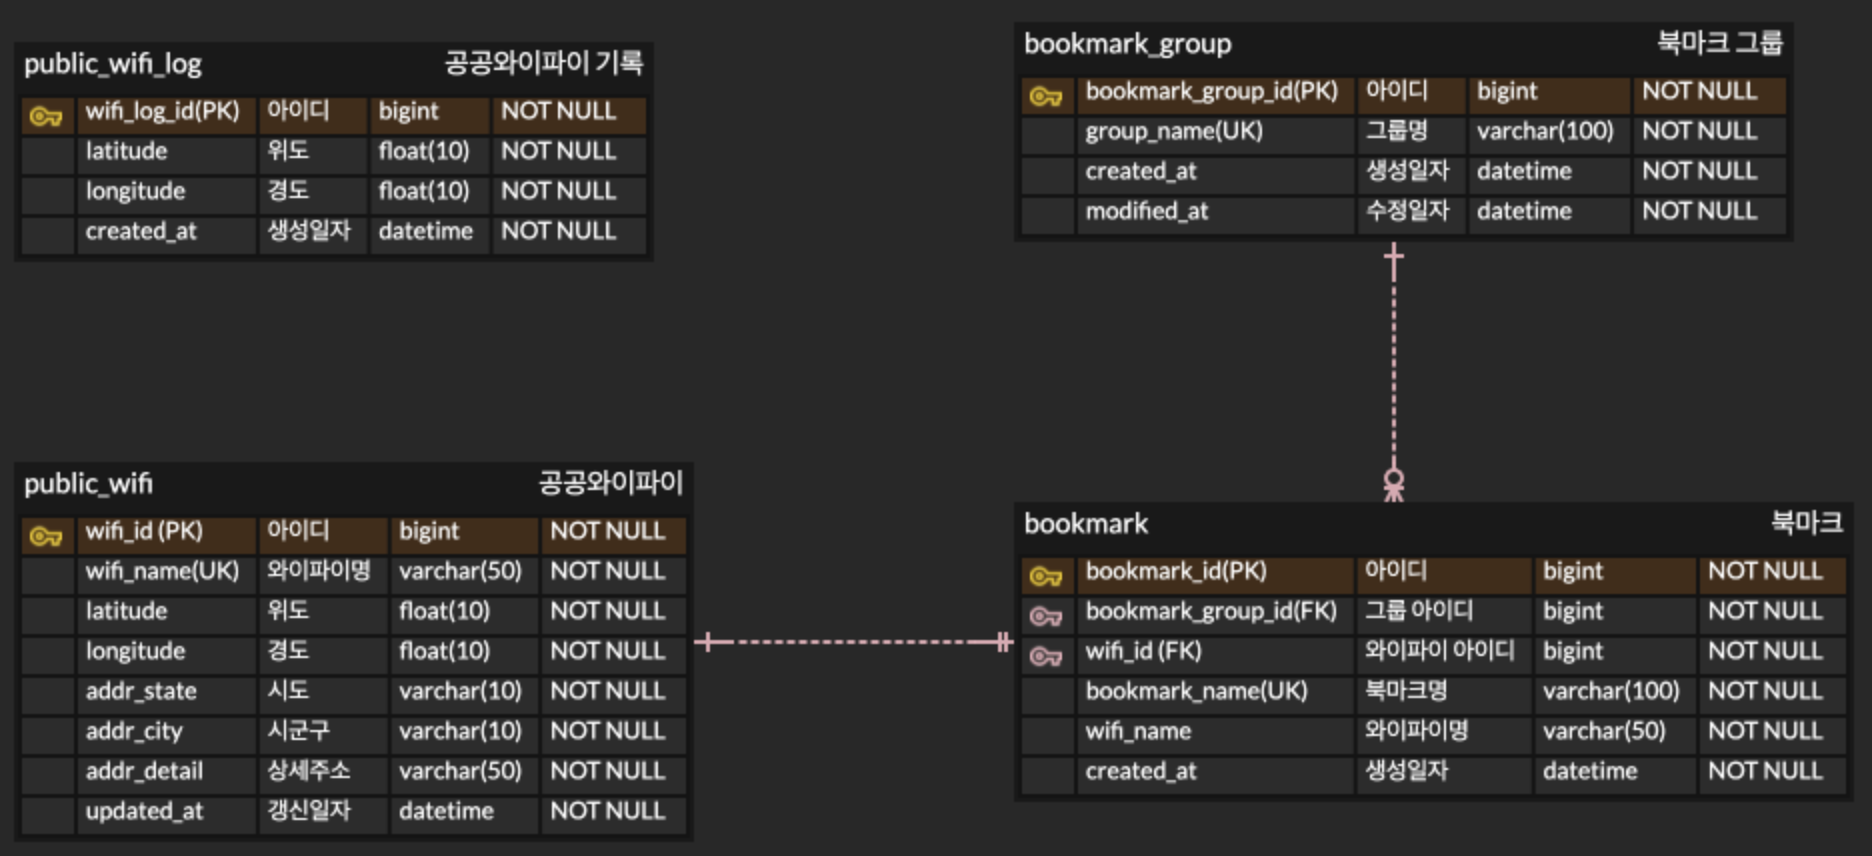 public_wifi_log 공공와이파이 기록
wifi_log_id(PK) 아이디 bigint NOT NULL
latitude 위도 float(10) NOT NULL
longitude 경도 float(10) NOT NULL
created_at 생성일자 datetime NOT NULL
bookmark_group 북마크 그룹
bookmark_group_id(PK) 아이디 bigint NOT NULL
group_name(UK) 그룹명 varchar(100) NOT NULL
created_at 생성일자 datetime NOT NULL
modified_at 수정일자 datetime NOT NULL
public_wifi 공공와이파이
wifi_id (PK) 아이디 bigint NOT NULL
wifi_name(UK) 와이파이명 varchar(50) NOT NULL
latitude 위도 float(10) NOT NULL
longitude 경도 float(10) NOT NULL
addr_state 시도 varchar(10) NOT NULL
addr_city 시군구 varchar(10) NOT NULL
addr_detail 상세주소 varchar(50) NOT NULL
updated_at 갱신일자 datetime NOT NULL
bookmark 북마크
bookmark_id(PK) 아이디 bigint NOT NULL
bookmark_group_id(FK) 그룹 아이디 bigint NOT NULL
wifi_id (FK) 와이파이 아이디 bigint NOT NULL
bookmark_name(UK) 북마크명 varchar(100) NOT NULL
wifi_name 와이파이명 varchar(50) NOT NULL
created_at 생성일자 datetime NOT NULL